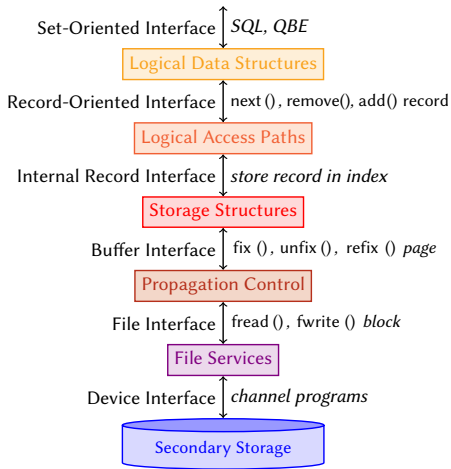 Set-Oriented Interface SQL, QBE
Logical Data Structures
Record-Oriented Interface next (), remove(), add() record
Logical Access Paths
Internal Record Interface store record in index
Storage Structures
Buffer Interface fix (), unfix (), refix () page
Propagation Control
File Interface fread (), fwrite () block
File Services
Device Interface channel programs
Secondary Storage